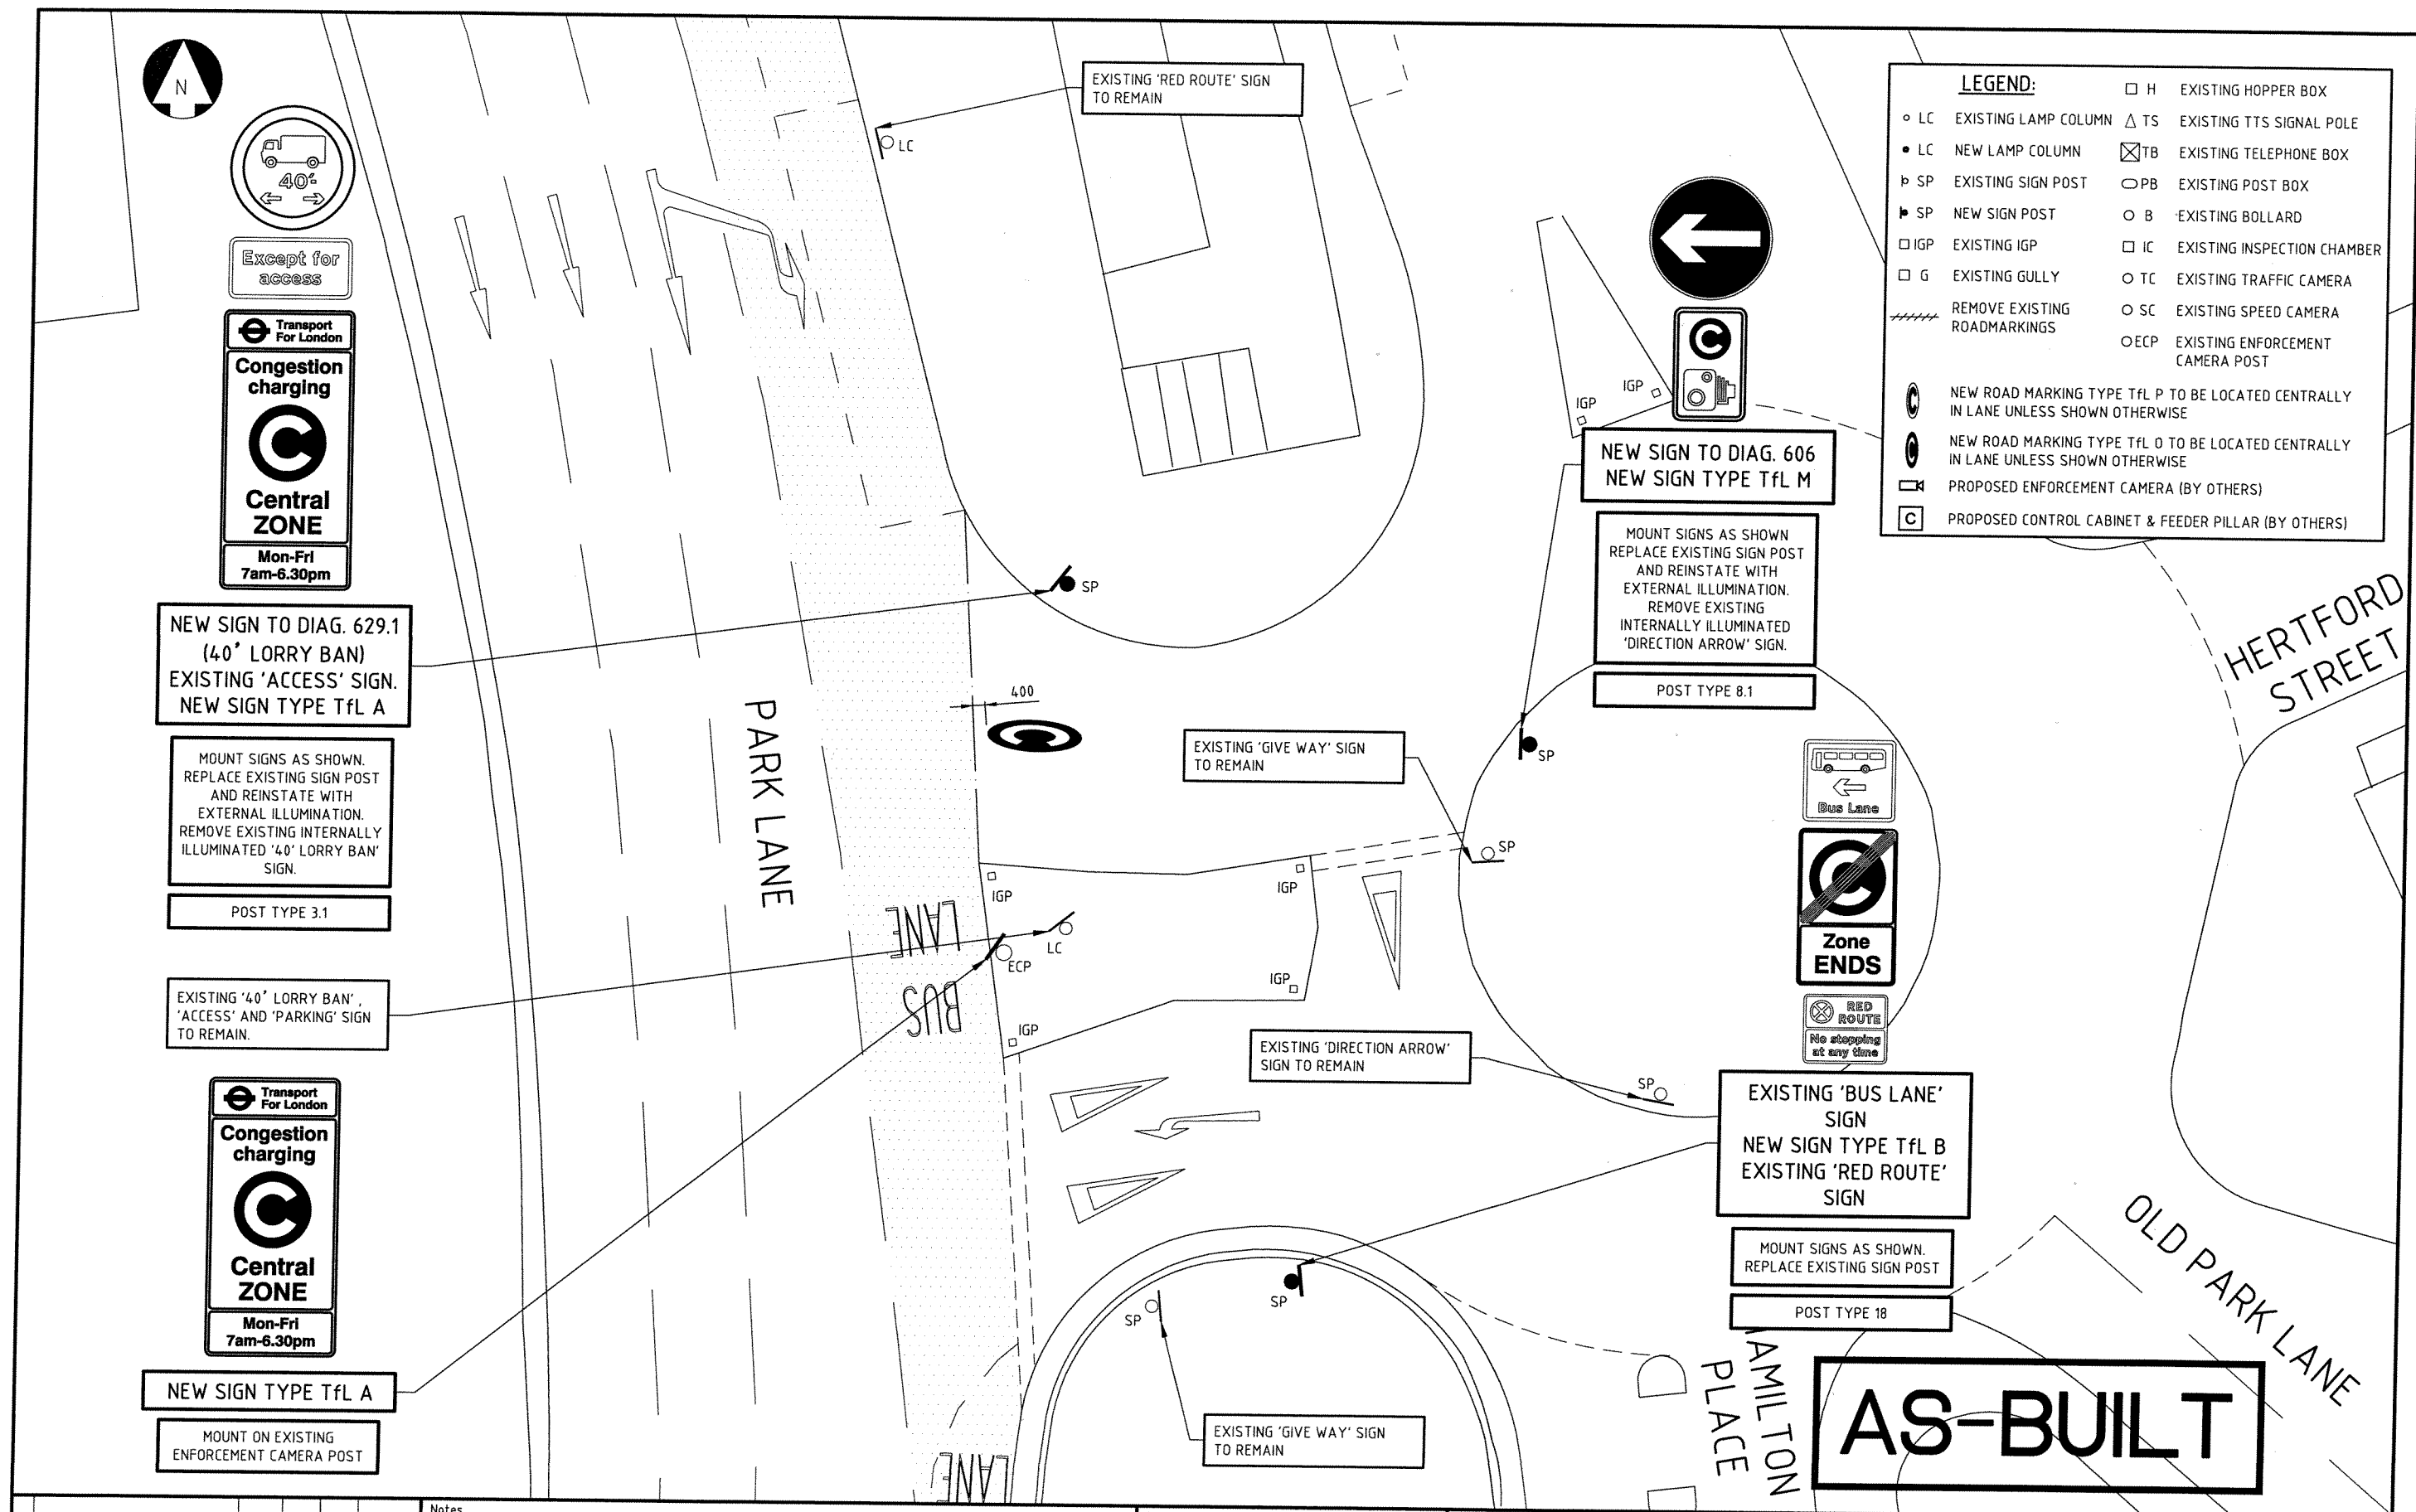 N
40'-
Except for
access
Transport
For London
Congestion
charging
C
Central
ZONE
Mon-Fri
7am-6.30pm
NEW SIGN TO DIAG. 629.1
(40' LORRY BAN)
EXISTING 'ACCESS' SIGN.
NEW SIGN TYPE TfL A
MOUNT SIGNS AS SHOWN.
REPLACE EXISTING SIGN POST
AND REINSTATE WITH
EXTERNAL ILLUMINATION.
REMOVE EXISTING INTERNALLY
ILLUMINATED '40' LORRY BAN'
SIGN.
POST TYPE 3.1
EXISTING '40' LORRY BAN' ,
'ACCESS' AND 'PARKING' SIGN
TO REMAIN.
Transport
For London
Congestion
charging
C
Central
ZONE
Mon-Fri
7am-6.30pm
NEW SIGN TYPE TfL A
MOUNT ON EXISTING
ENFORCEMENT CAMERA POST
EXISTING 'RED ROUTE' SIGN
TO REMAIN
LC
SP
400
C
PARK LANE
EXISTING 'GIVE WAY' SIGN
TO REMAIN
SP
IGP
IGP
LANE
LC
ECP
BUS
IGP
IGP
EXISTING 'DIRECTION ARROW'
SIGN TO REMAIN
SP
SP
SP
EXISTING 'GIVE WAY' SIGN
TO REMAIN
LANE
IGP
IGP
C
NEW SIGN TO DIAG. 606
NEW SIGN TYPE TfL M
MOUNT SIGNS AS SHOWN
REPLACE EXISTING SIGN POST
AND REINSTATE WITH
EXTERNAL ILLUMINATION.
REMOVE EXISTING
INTERNALLY ILLUMINATED
'DIRECTION ARROW' SIGN.
POST TYPE 8.1
SP
Bus Lane
C
Zone
ENDS
RED
ROUTE
No stopping
at any time
EXISTING 'BUS LANE'
SIGN
NEW SIGN TYPE TfL B
EXISTING 'RED ROUTE'
SIGN
MOUNT SIGNS AS SHOWN.
REPLACE EXISTING SIGN POST
POST TYPE 18
LEGEND:
LC EXISTING LAMP COLUMN
LC NEW LAMP COLUMN
SP EXISTING SIGN POST
SP NEW SIGN POST
IGP EXISTING IGP
G EXISTING GULLY
REMOVE EXISTING
ROADMARKINGS
H EXISTING HOPPER BOX
TS EXISTING TTS SIGNAL POLE
TB EXISTING TELEPHONE BOX
PB EXISTING POST BOX
B EXISTING BOLLARD
IC EXISTING INSPECTION CHAMBER
TC EXISTING TRAFFIC CAMERA
SC EXISTING SPEED CAMERA
ECP EXISTING ENFORCEMENT
CAMERA POST
C NEW ROAD MARKING TYPE TfL P TO BE LOCATED CENTRALLY
IN LANE UNLESS SHOWN OTHERWISE
C NEW ROAD MARKING TYPE TfL O TO BE LOCATED CENTRALLY
IN LANE UNLESS SHOWN OTHERWISE
PROPOSED ENFORCEMENT CAMERA (BY OTHERS)
C PROPOSED CONTROL CABINET & FEEDER PILLAR (BY OTHERS)
HERTFORD
STREET
OLD PARK LANE
AMILTON
PLACE
AS-BUILT
Notes